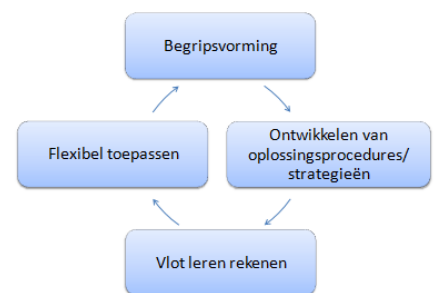 Begripsvorming
Ontwikkelen van
oplossingsprocedures/
strategieën
Vlot leren rekenen
Flexibel toepassen